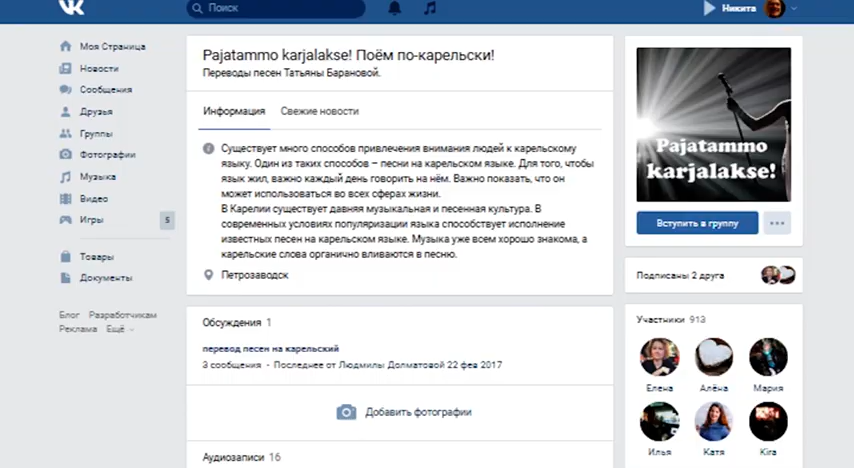 Поиск
Никита
Моя Страница
Новости
Сообщения
Друзья
Группы
Фотографии
Музыка
Видео
Игры 5
Товары
Документы
Блог Разработчикам
Реклама Ещё
Pajatammo karjalakse! Поём по-карельски!
Переводы песен Татьяны Барановой.
Информация Свежие новости
Существует много способов привлечения внимания людей к карельскому
языку. Один из таких способов – песни на карельском языке. Для того, чтобы
язык жил, важно каждый день говорить на нём. Важно показать, что он
может использоваться во всех сферах жизни.
В Карелии существует давняя музыкальная и песенная культура. В
современных условиях популяризации языка способствует исполнение
известных песен на карельском языке. Музыка уже всем хорошо знакома, а
карельские слова органично вливаются в песню.
Петрозаводск
Обсуждения 1
перевод песен на карельский
3 сообщения · Последнее от Людмилы Долматовой 22 фев 2017
Добавить фотографии
Аудиозаписи 16
Pajatammo
karjalakse!
Вступить в группу
Подписаны 2 друга
Участники 913
Елена Алёна Мария
Илья Катя Kira